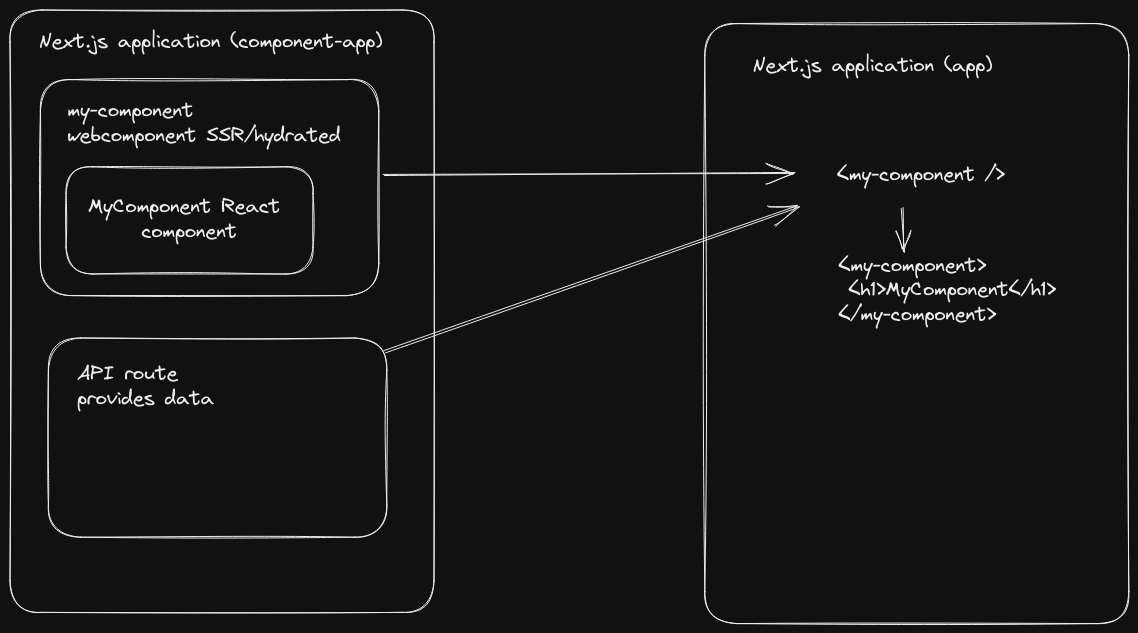 Next.js application (component-app)
my-component
webcomponent SSR/hydrated
MyComponent React
component
API route
provides data
Next.js application (app)
<my-component />
<my-component>
<h1>MyComponent</h1>
</my-component>